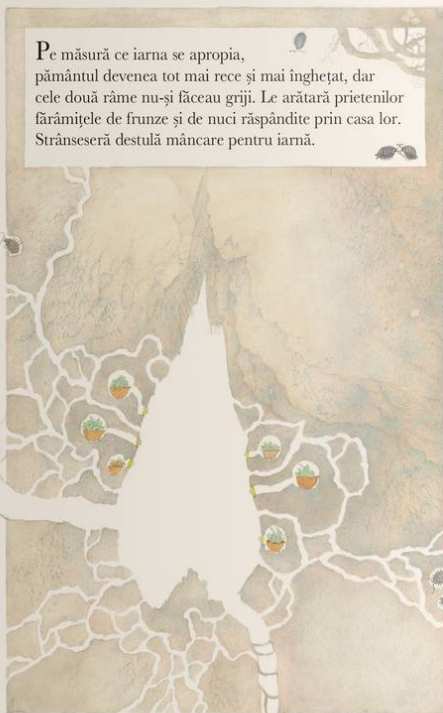 Pe măsură ce iarna se apropia,
pământul devenea tot mai rece și mai înghețat, dar
cele două râme nu-și făceau griji. Le arătară prietenilor
fărâmițele de frunze și de nuci răspândite prin casa lor.
Strânseseră destulă mâncare pentru iarnă.